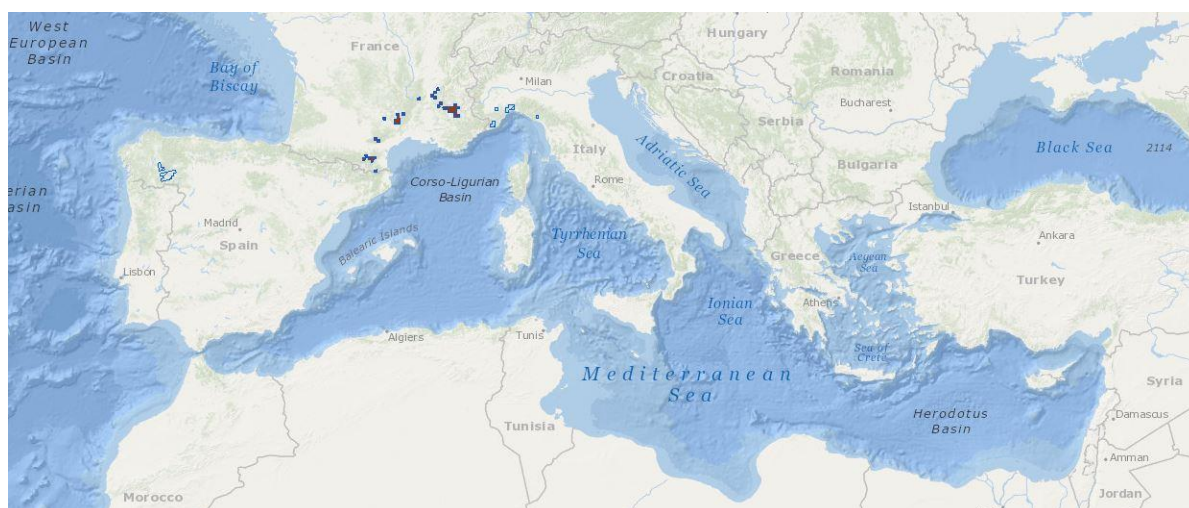 West
European
Basin
France
Hungary
Bay of
Biscay
Milan
Croatia
Romania
Bucharest
Serbia
Italy
Adriatic
Sea
Black Sea
2114
Bulgaria
Corso-Ligurian
Basin
Rome
erian
asin
Madrid
Spain
Balearic Islands
Tyrrhenian
Sea
Istanbul
Ankara
Lisbon
Greece
Aegean
Sea
Turkey
Ionian
Sea
Athens
Algiers
Tunis
Sea of
Crete
Mediterranean
Sea
Syria
Herodotus
Basin
Damascus
Tunisia
Amman
Morocco
Jordan